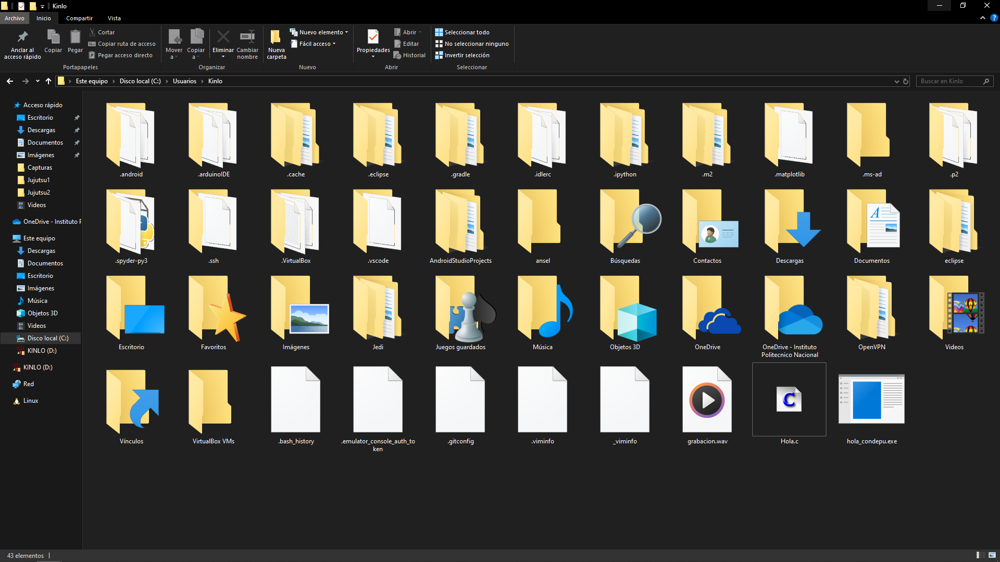 Kinlo
Archivo
Inicio
Compartir
Vista
Anclar al
acceso rápido
Copiar
Pegar
Cortar
Copiar ruta de acceso
Pegar acceso directo
Portapapeles
Mover
a
Copiar
a
Eliminar
Cambiar
nombre
Organizar
Nueva
carpeta
Nuevo elemento
Fácil acceso
Nuevo
Propiedades
Abrir
Editar
Historial
Abrir
Seleccionar todo
No seleccionar ninguno
Invertir selección
Seleccionar
Este equipo
Disco local (C:)
Usuarios
Kinlo
Buscar en Kinlo
Acceso rápido
Escritorio
Descargas
Documentos
Imágenes
Capturas
Jujutsu1
Jujutsu2
Videos
OneDrive - Instituto P
Este equipo
Descargas
Documentos
Escritorio
Imágenes
Música
Objetos 3D
Videos
Disco local (C:)
KINLO (D:)
KINLO (D:)
Red
Linux
.android
.arduinoIDE
.cache
.eclipse
.gradle
.idlerc
.ipython
.m2
.matplotlib
.ms-ad
.p2
.spyder-py3
.ssh
.VirtualBox
.vscode
AndroidStudioProjects
ansel
Búsquedas
Contactos
Descargas
Documentos
eclipse
Escritorio
Favoritos
Imágenes
Jedi
Juegos guardados
Música
Objetos 3D
OneDrive
OneDrive - Instituto
Politecnico Nacional
OpenVPN
Videos
Vínculos
VirtualBox VMs
.bash_history
.emulator_console_auth_to
ken
.gitconfig
.viminfo
_viminfo
grabacion.wav
Hola.c
hola_condepu.exe
43 elementos